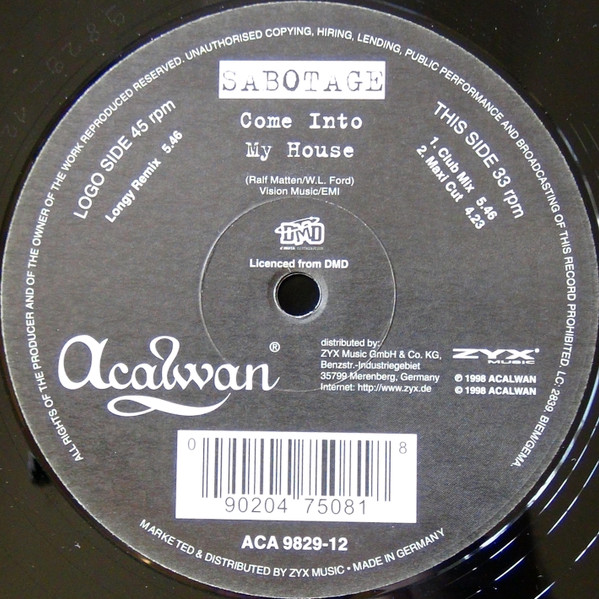 ALL RIGHTS OF THE PRODUCER AND OF THE OWNER OF THE WORK REPRODUCED RESERVED. UNAUTHORISED COPYING, HIRING, LENDING, PUBLIC PERFORMANCE AND BROADCASTING OF THIS RECORD PROHIBITED. LC: 2839. BIEM/GEMA.
SABOTAGE
Come Into
My House
(Ralf Matten/W.L. Ford)
Vision Music/EMI
LOGO SIDE 45 rpm
Longy Remix 5.46
THIS SIDE 33 rpm
1. Club Mix 5.46
2. Maxi Cut 4.23
DMD
Licenced from DMD
Acalwan ®
distributed by:
ZYX Music GmbH & Co. KG,
Benzstr.-Industriegebiet
35799 Merenberg, Germany
Internet: http://www.zyx.de
ZYX
MUSIC
℗ 1998 ACALWAN
© 1998 ACALWAN
0 90204 75081 8
ACA 9829-12
MARKETED & DISTRIBUTED BY ZYX MUSIC • MADE IN GERMANY